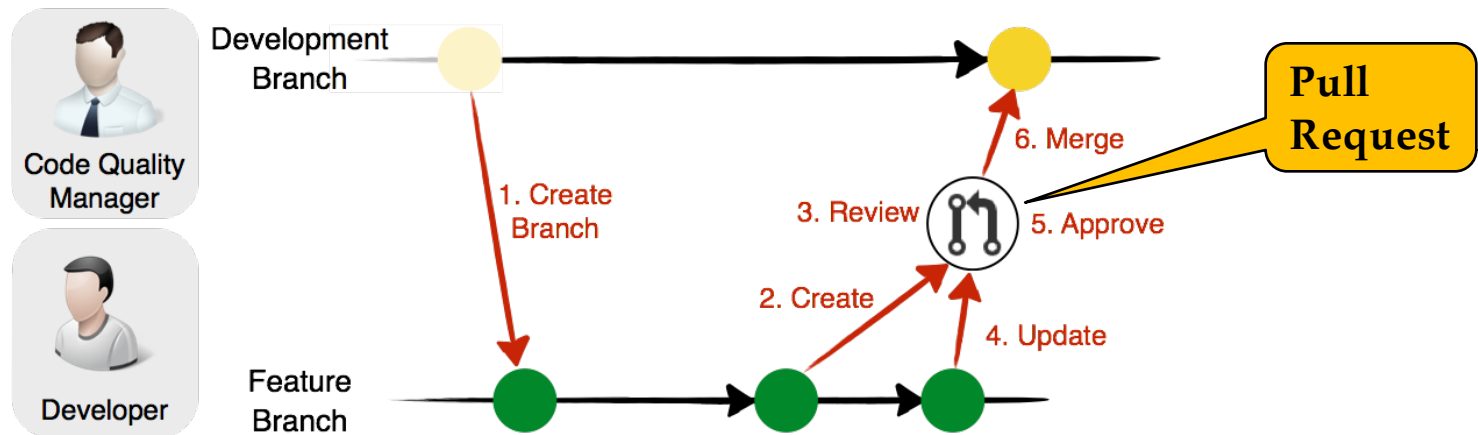 Code Quality
Manager
Developer
Development
Branch
Feature
Branch
1. Create
Branch
2. Create
3. Review
4. Update
5. Approve
6. Merge
Pull
Request